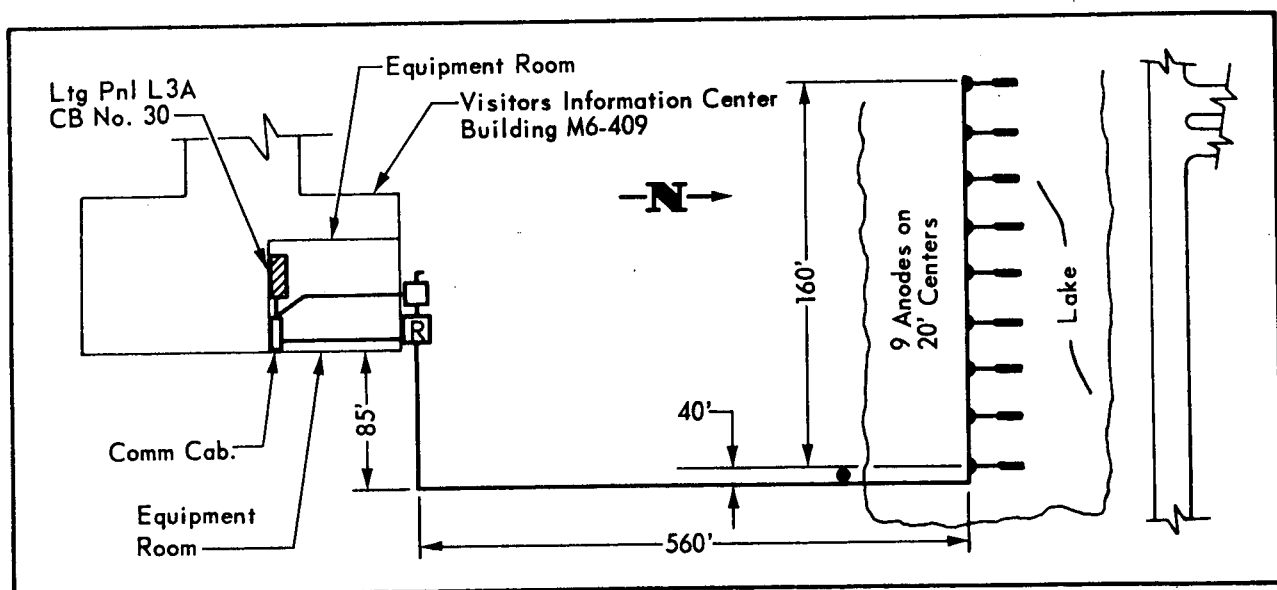 Equipment Room
Ltg Pnl L3A
CB No. 30
Visitors Information Center
Building M6-409
N
160'
9 Anodes on
20' Centers
Lake
R
85'
40'
Comm Cab.
Equipment
Room
560'